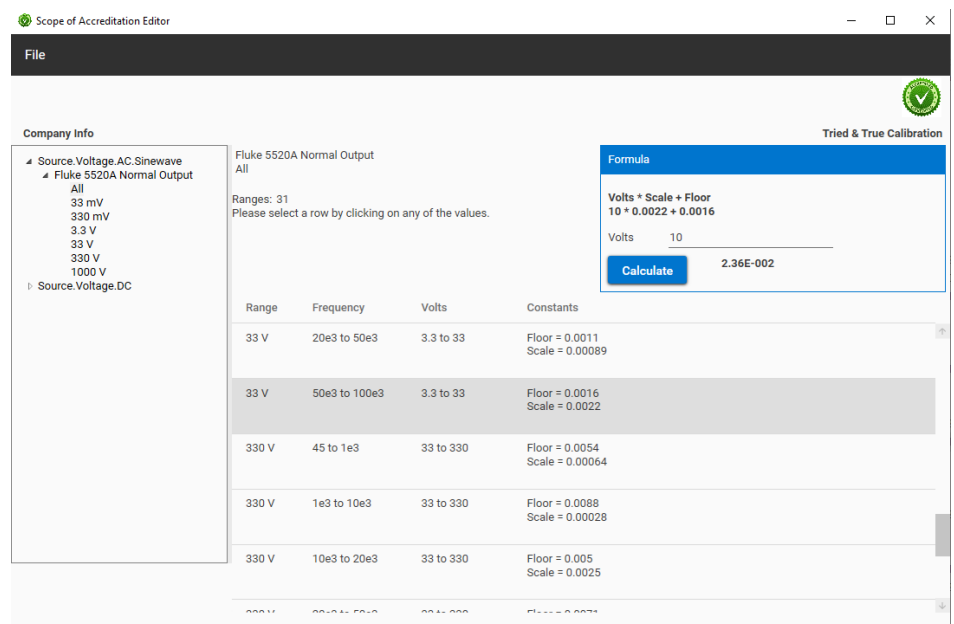 Scope of Accreditation Editor
File
Company Info
Tried & True Calibration
Source.Voltage.AC.Sinewave
Fluke 5520A Normal Output
All
33 mV
330 mV
3.3 V
33 V
330 V
1000 V
Source.Voltage.DC
Fluke 5520A Normal Output
All
Ranges: 31
Please select a row by clicking on any of the values.
Formula
Volts * Scale + Floor
10 * 0.0022 + 0.0016
Volts 10
Calculate 2.36E-002
Range Frequency Volts Constants
33 V 20e3 to 50e3 3.3 to 33 Floor = 0.0011
Scale = 0.00089
33 V 50e3 to 100e3 3.3 to 33 Floor = 0.0016
Scale = 0.0022
330 V 45 to 1e3 33 to 330 Floor = 0.0054
Scale = 0.00064
330 V 1e3 to 10e3 33 to 330 Floor = 0.0088
Scale = 0.00028
330 V 10e3 to 20e3 33 to 330 Floor = 0.005
Scale = 0.0025